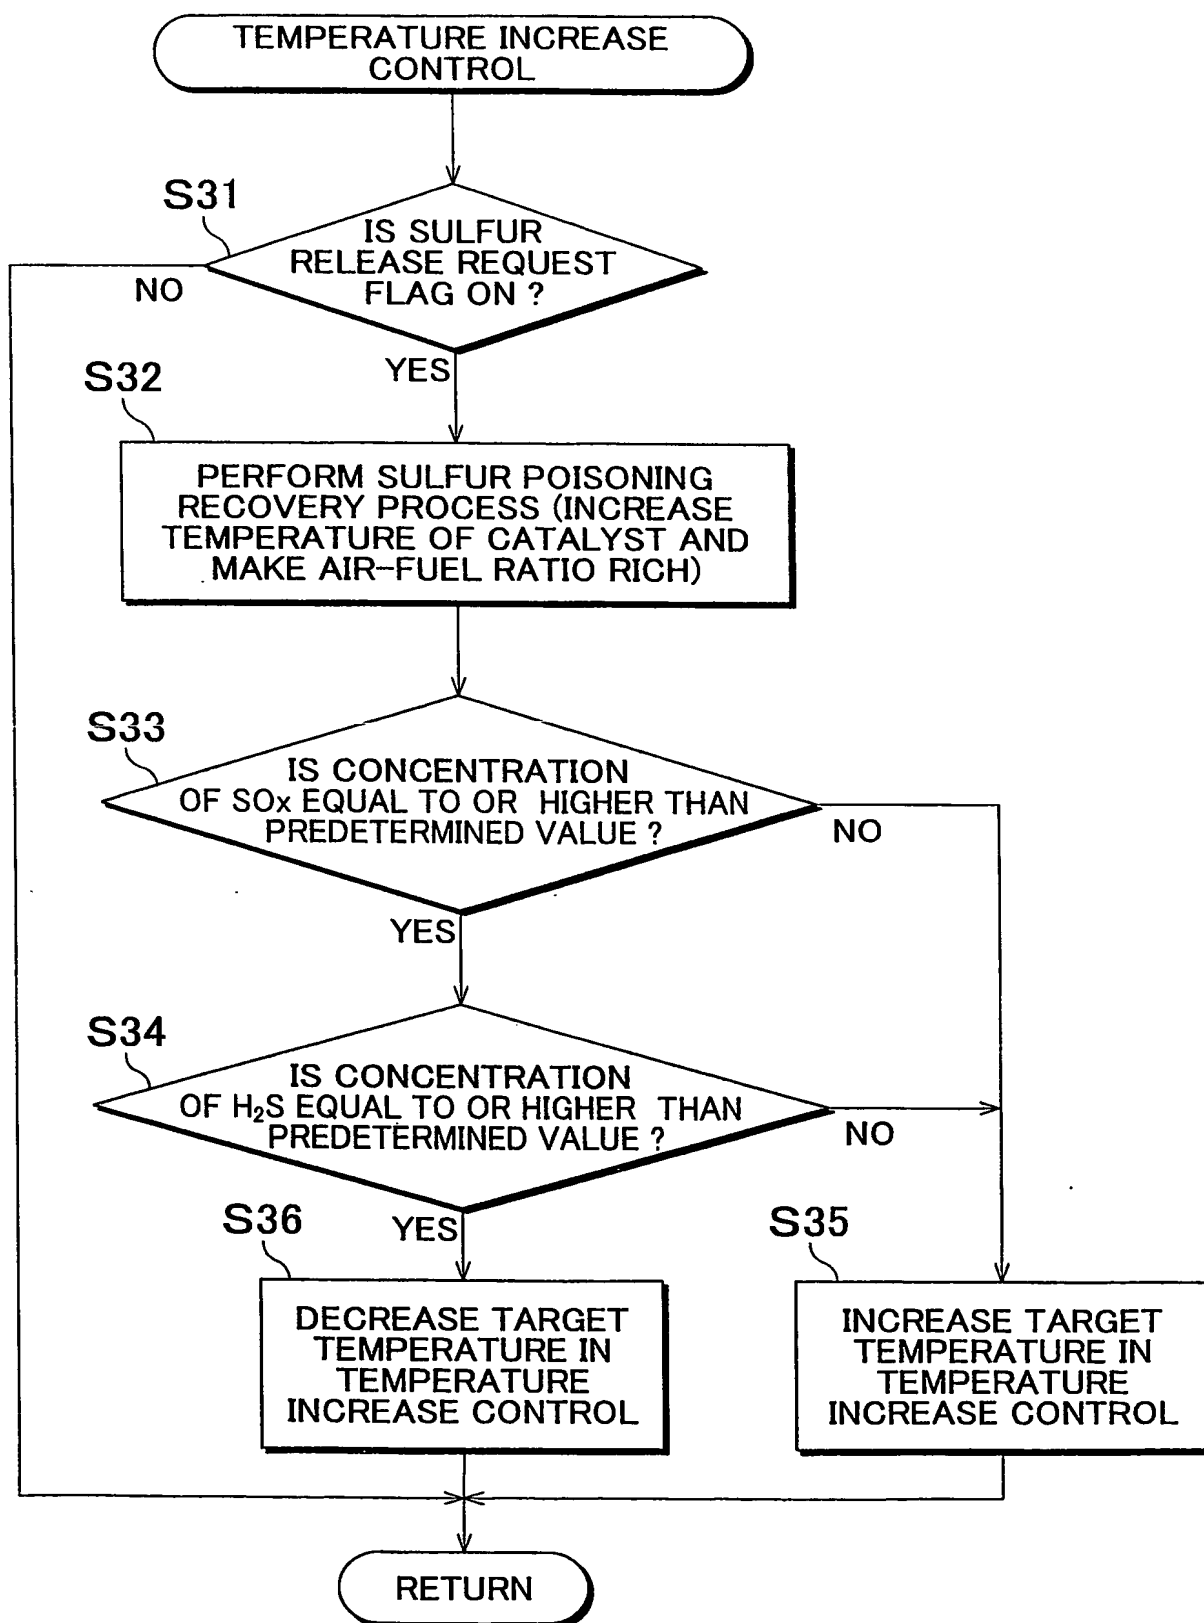 TEMPERATURE INCREASE
CONTROL
S31
IS SULFUR
RELEASE REQUEST
FLAG ON ?
NO
YES
S32
PERFORM SULFUR POISONING
RECOVERY PROCESS (INCREASE
TEMPERATURE OF CATALYST AND
MAKE AIR-FUEL RATIO RICH)
S33
IS CONCENTRATION
OF SOx EQUAL TO OR HIGHER THAN
PREDETERMINED VALUE ?
NO
YES
S34
IS CONCENTRATION
OF H₂S EQUAL TO OR HIGHER THAN
PREDETERMINED VALUE ?
NO
YES
S36
DECREASE TARGET
TEMPERATURE IN
TEMPERATURE
INCREASE CONTROL
S35
INCREASE TARGET
TEMPERATURE IN
TEMPERATURE
INCREASE CONTROL
RETURN